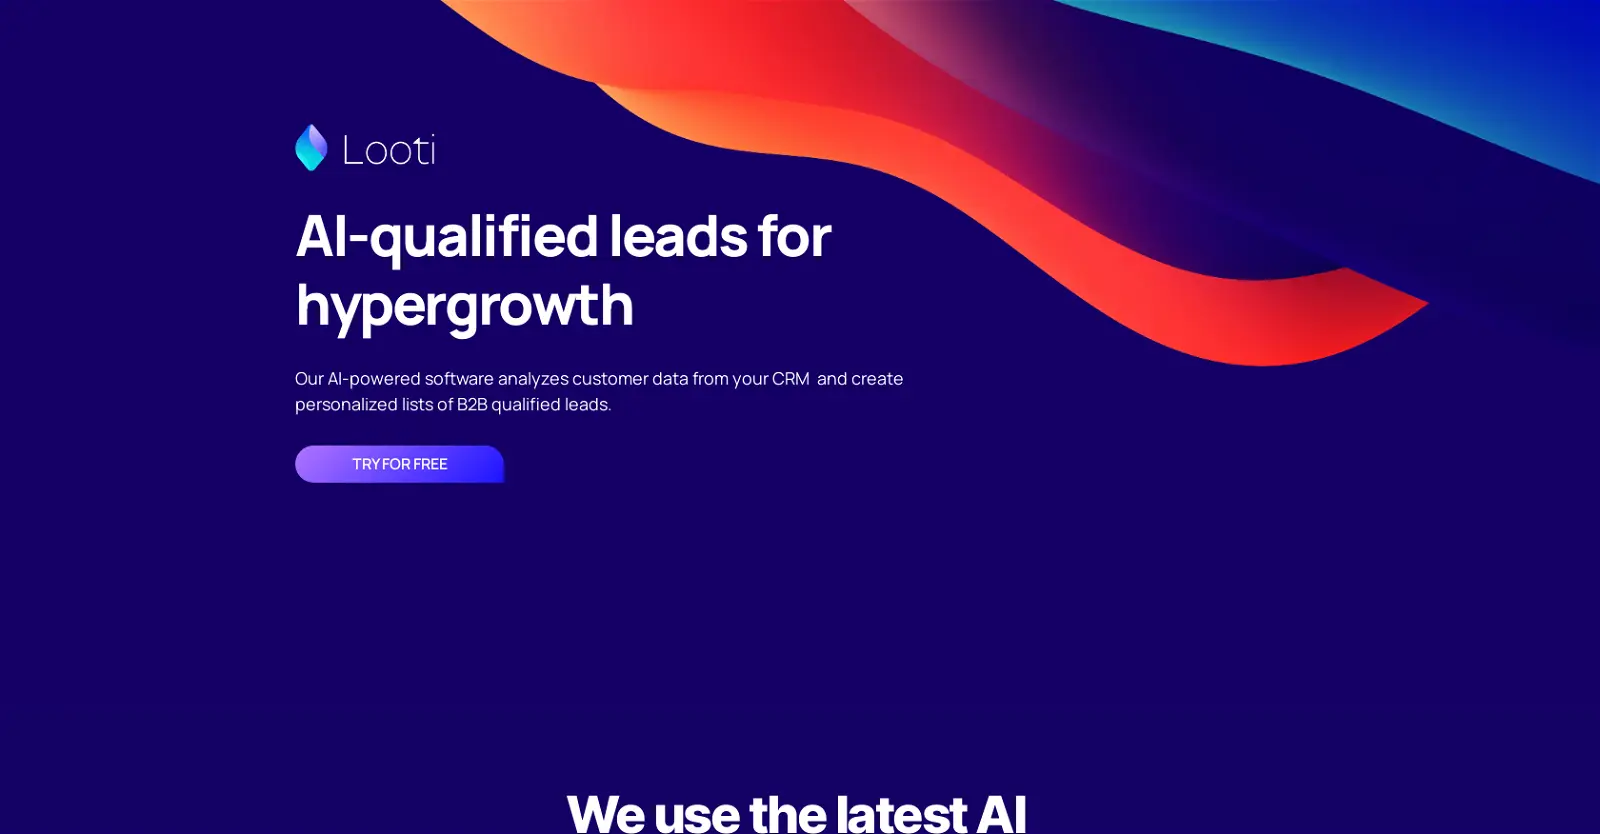 Looti
AI-qualified leads for
hypergrowth
Our AI-powered software analyzes customer data from your CRM  and create
personalized lists of B2B qualified leads.
TRY FOR FREE
We use the latest AI